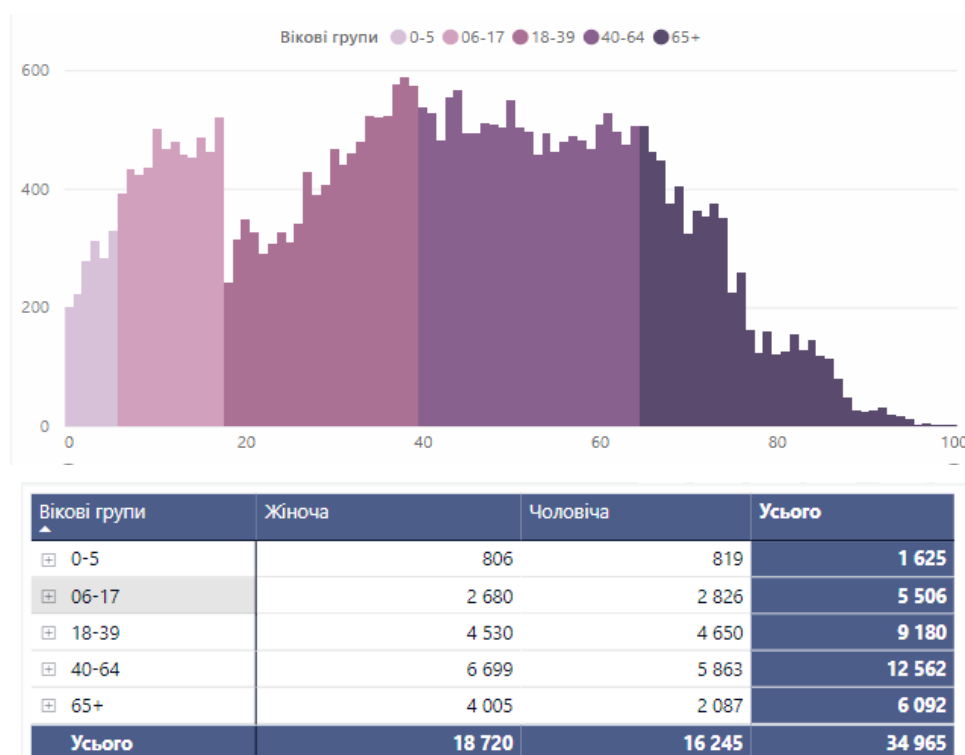 Вікові групи 0-5 06-17 18-39 40-64 65+
600
400
200
0
0 20 40 60 80 100
Вікові групи Жіноча Чоловіча Усього
0-5 806 819 1 625
06-17 2 680 2 826 5 506
18-39 4 530 4 650 9 180
40-64 6 699 5 863 12 562
65+ 4 005 2 087 6 092
Усього 18 720 16 245 34 965